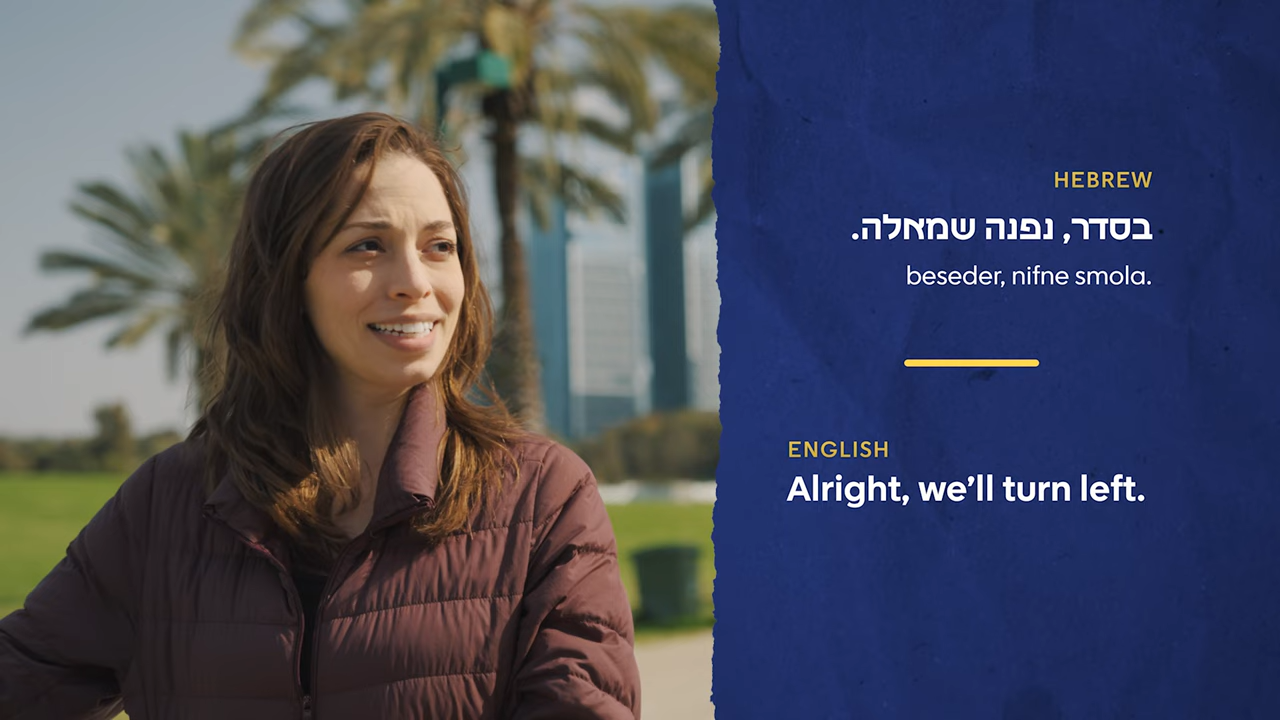 HEBREW
בסדר, נפנה שמאלה.
beseder, nifne smola.
ENGLISH
Alright, we’ll turn left.